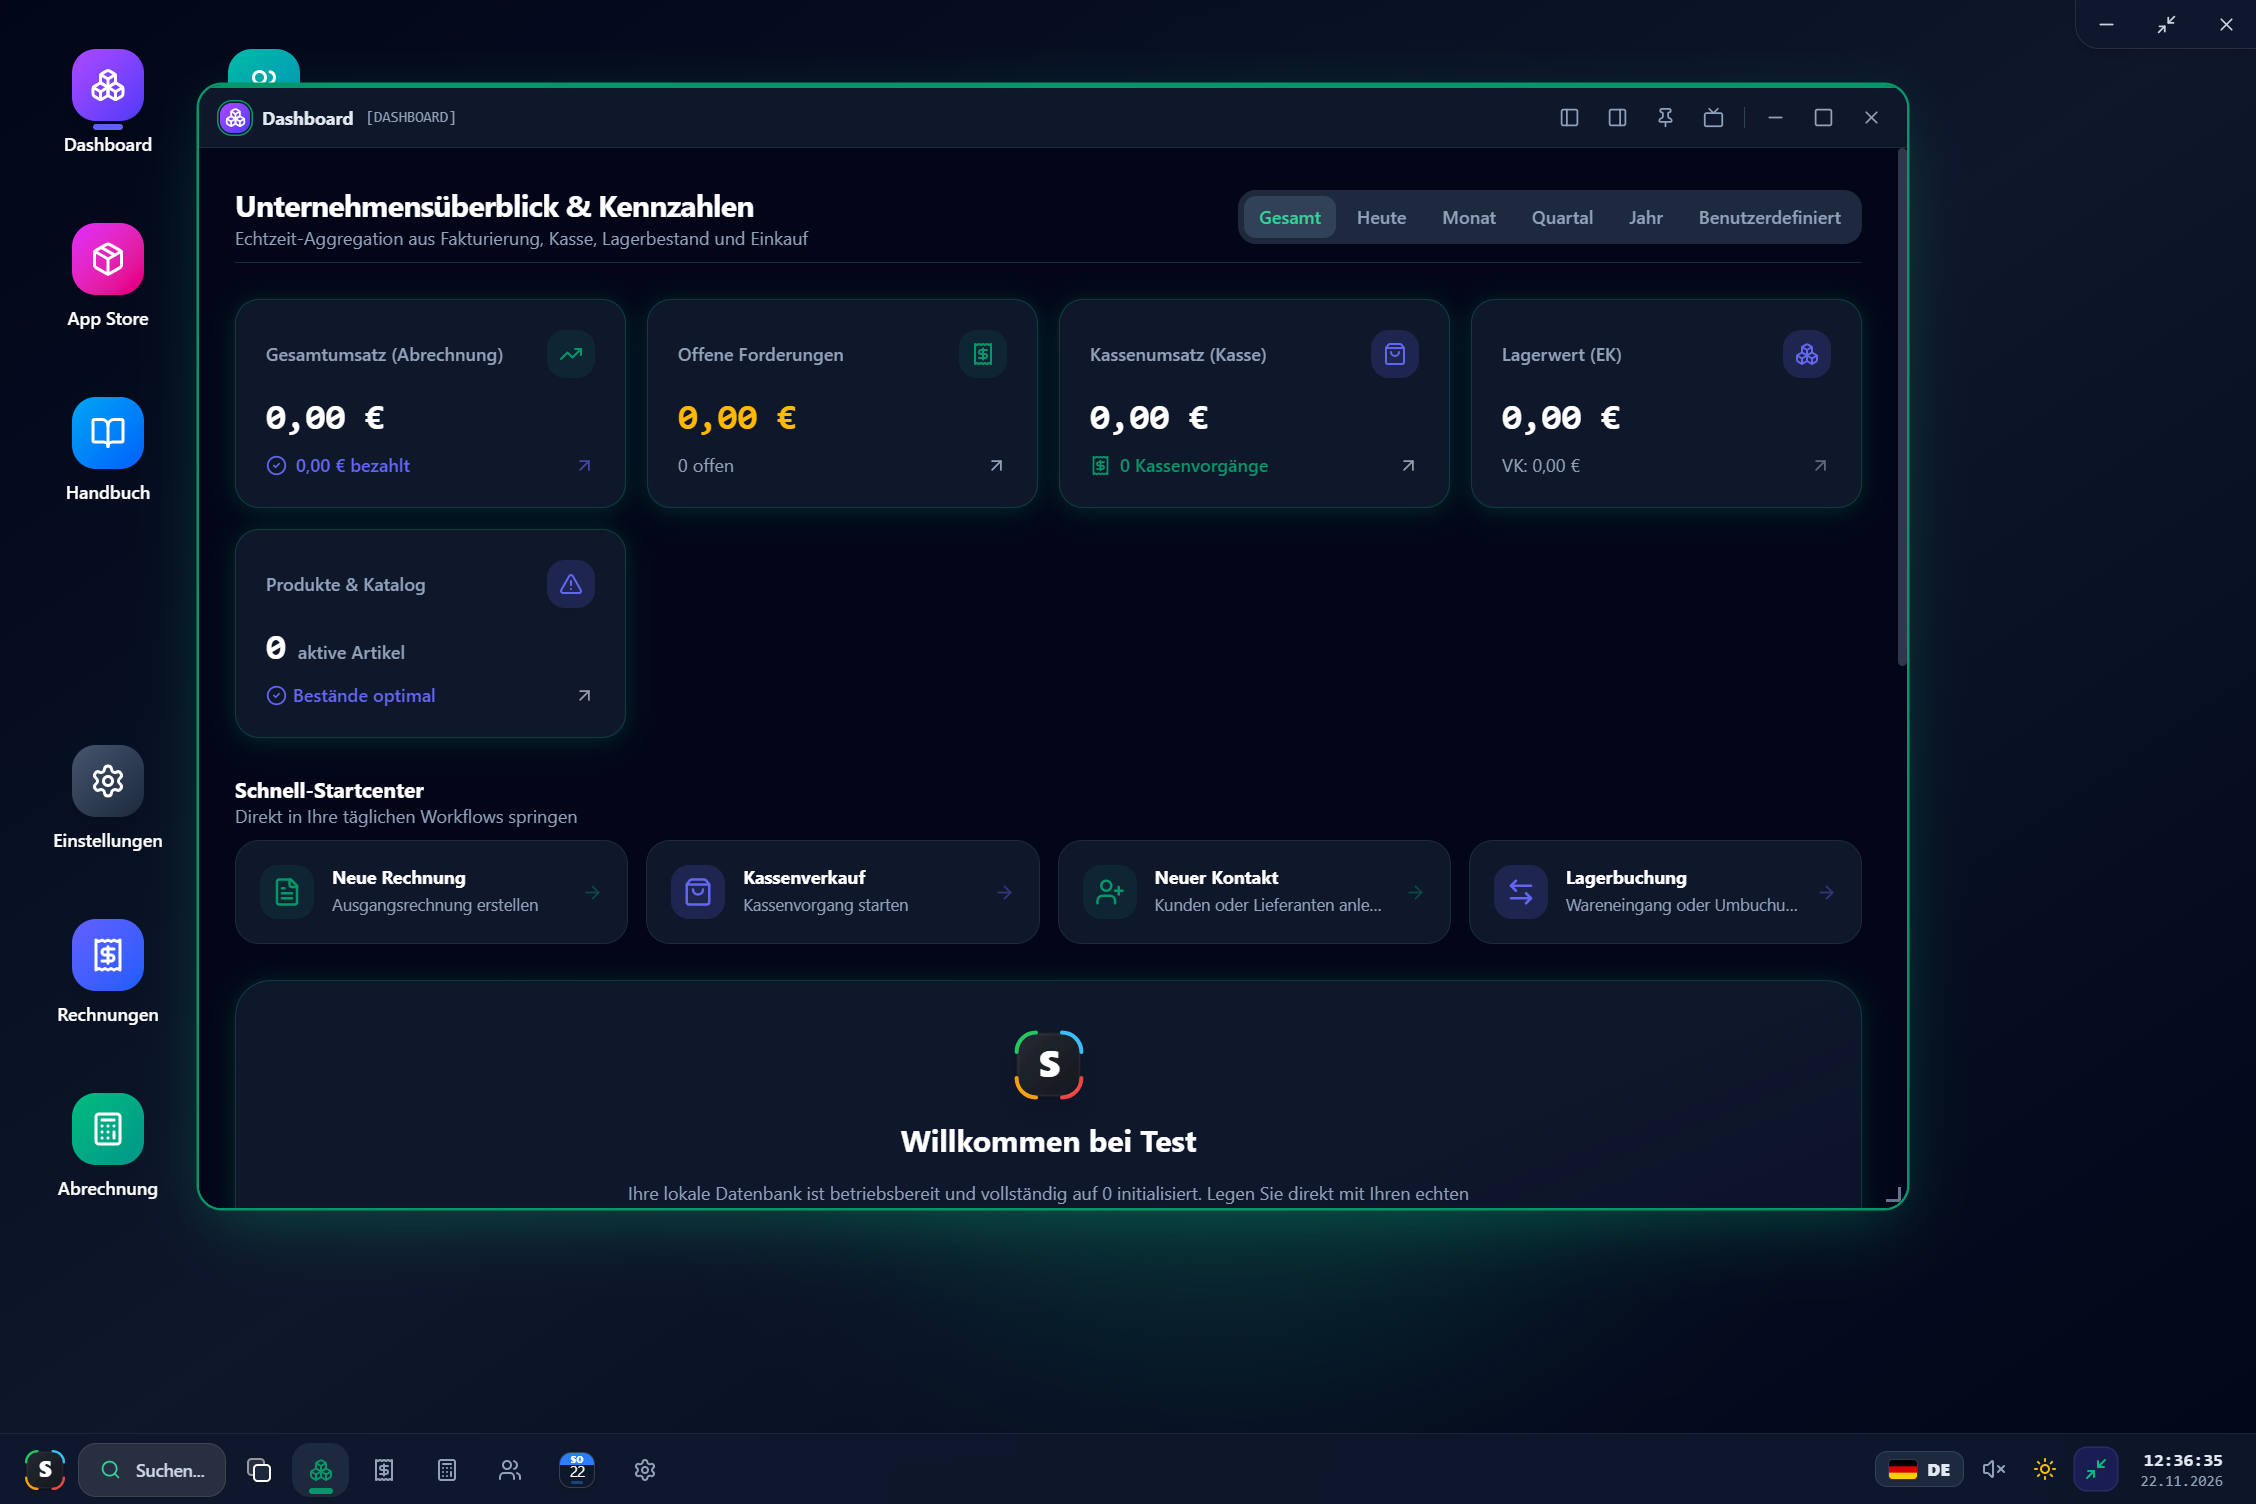 Dashboard
App Store
Handbuch
Einstellungen
Rechnungen
Abrechnung
Dashboard [DASHBOARD]
Unternehmensüberblick & Kennzahlen
Echtzeit-Aggregation aus Fakturierung, Kasse, Lagerbestand und Einkauf
Gesamt Heute Monat Quartal Jahr Benutzerdefiniert
Gesamtumsatz (Abrechnung)
0,00 €
0,00 € bezahlt
Offene Forderungen
0,00 €
0 offen
Kassenumsatz (Kasse)
0,00 €
0 Kassenvorgänge
Lagerwert (EK)
0,00 €
VK: 0,00 €
Produkte & Katalog
0 aktive Artikel
Bestände optimal
Schnell-Startcenter
Direkt in Ihre täglichen Workflows springen
Neue Rechnung
Ausgangsrechnung erstellen
Kassenverkauf
Kassenvorgang starten
Neuer Kontakt
Kunden oder Lieferanten anle...
Lagerbuchung
Wareneingang oder Umbuchu...
S
Willkommen bei Test
Ihre lokale Datenbank ist betriebsbereit und vollständig auf 0 initialisiert. Legen Sie direkt mit Ihren echten
S
Suchen...
SO
22
DE
12:36:35
22.11.2026